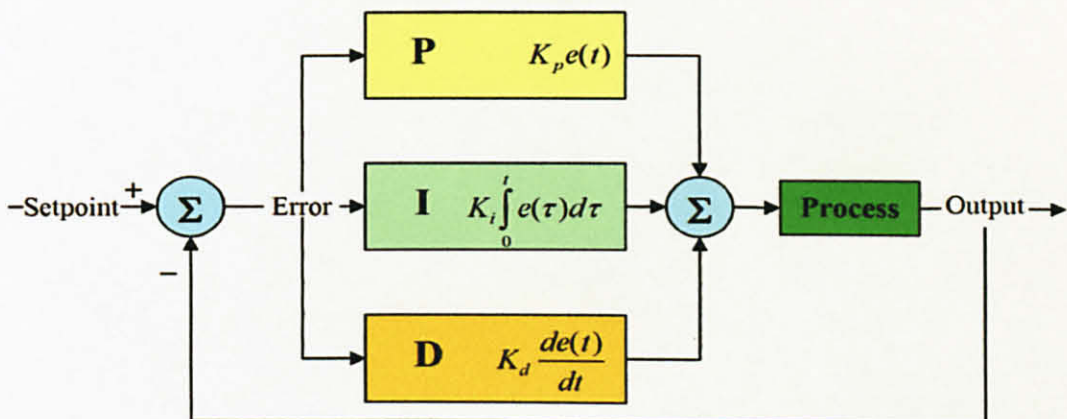 P K_p e(t)
–Setpoint + Σ Error I K_i ∫_0^t e(τ)dτ Σ Process Output
−
D K_d de(t)/dt